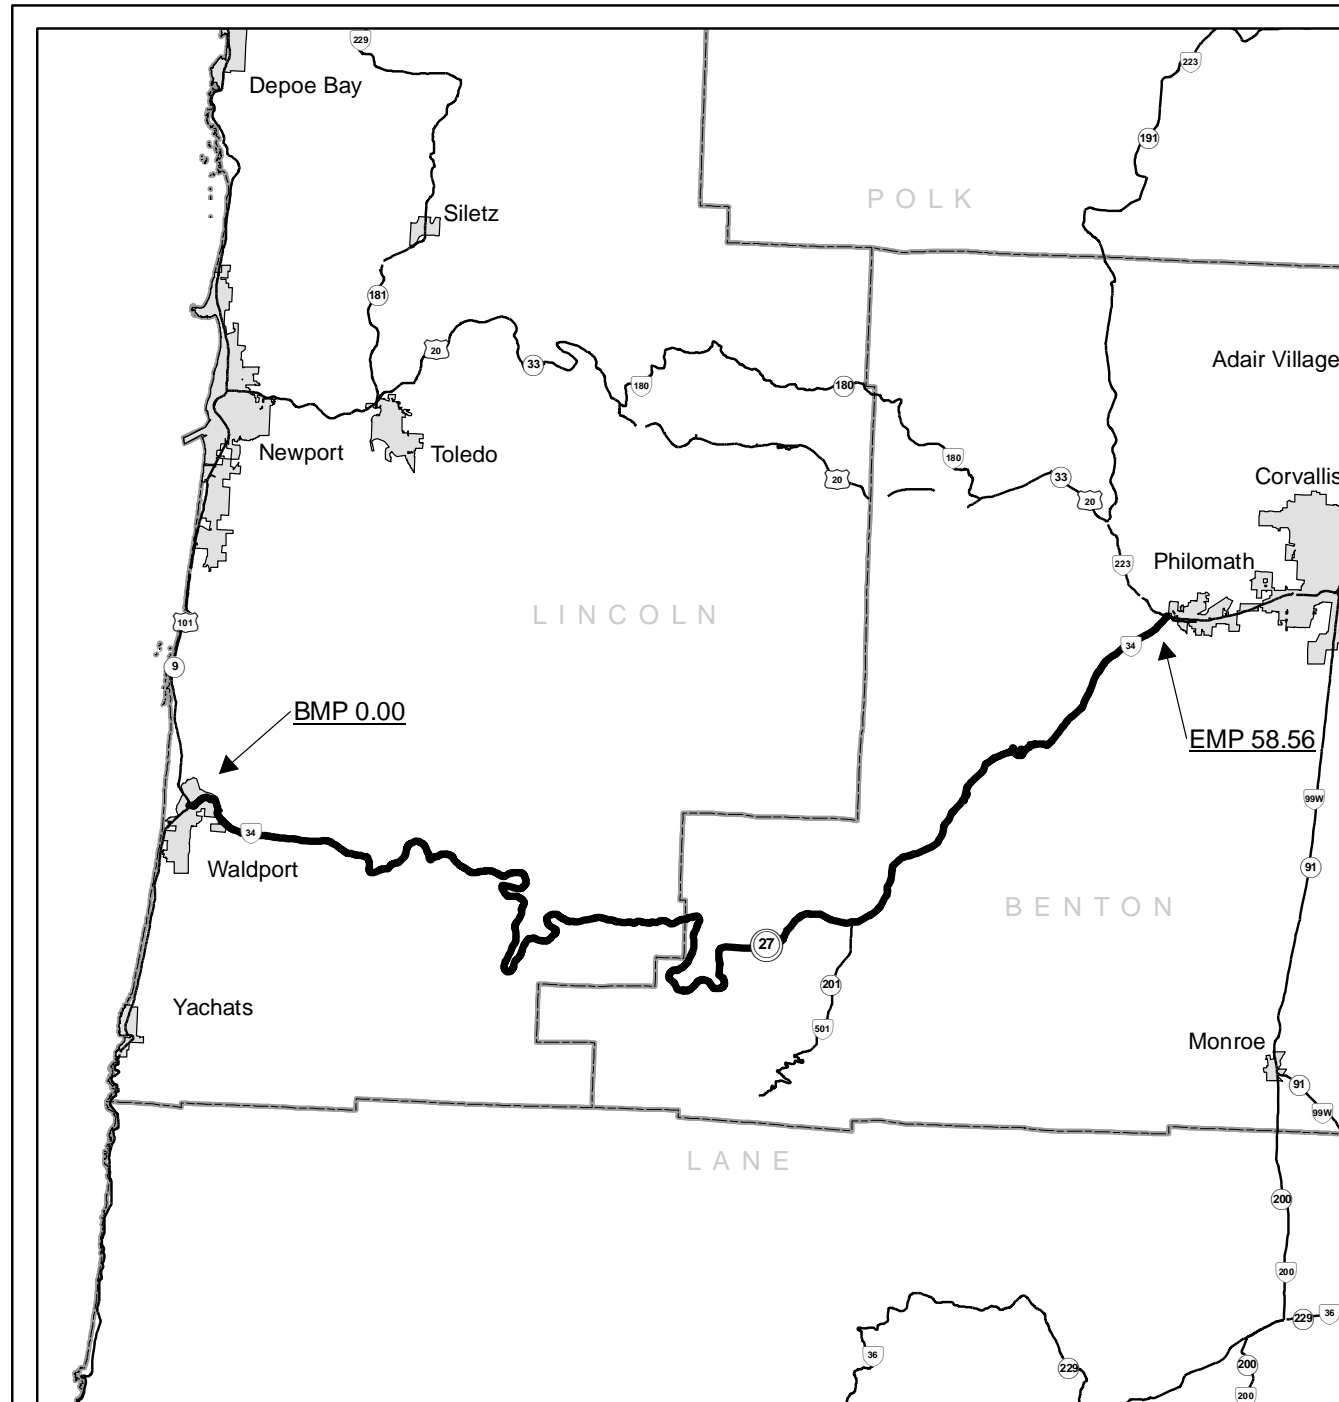 229
223
Depoe Bay
191
POLK
Siletz
181
20
33
Adair Village
180
180
Newport
Toledo
180
20
33
Corvallis
20
Philomath
223
LINCOLN
101
34
9
BMP 0.00
EMP 58.56
99W
34
Waldport
91
BENTON
27
201
Yachats
501
Monroe
91
99W
LANE
200
200
229
36
36
229
200
200